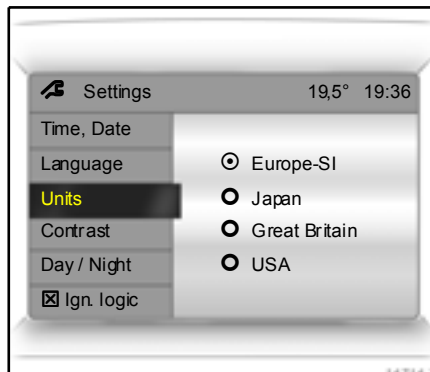 Settings 19,5° 19:36
Time, Date
Language
Units
Contrast
Day / Night
Ign. logic
Europe-SI
Japan
Great Britain
USA